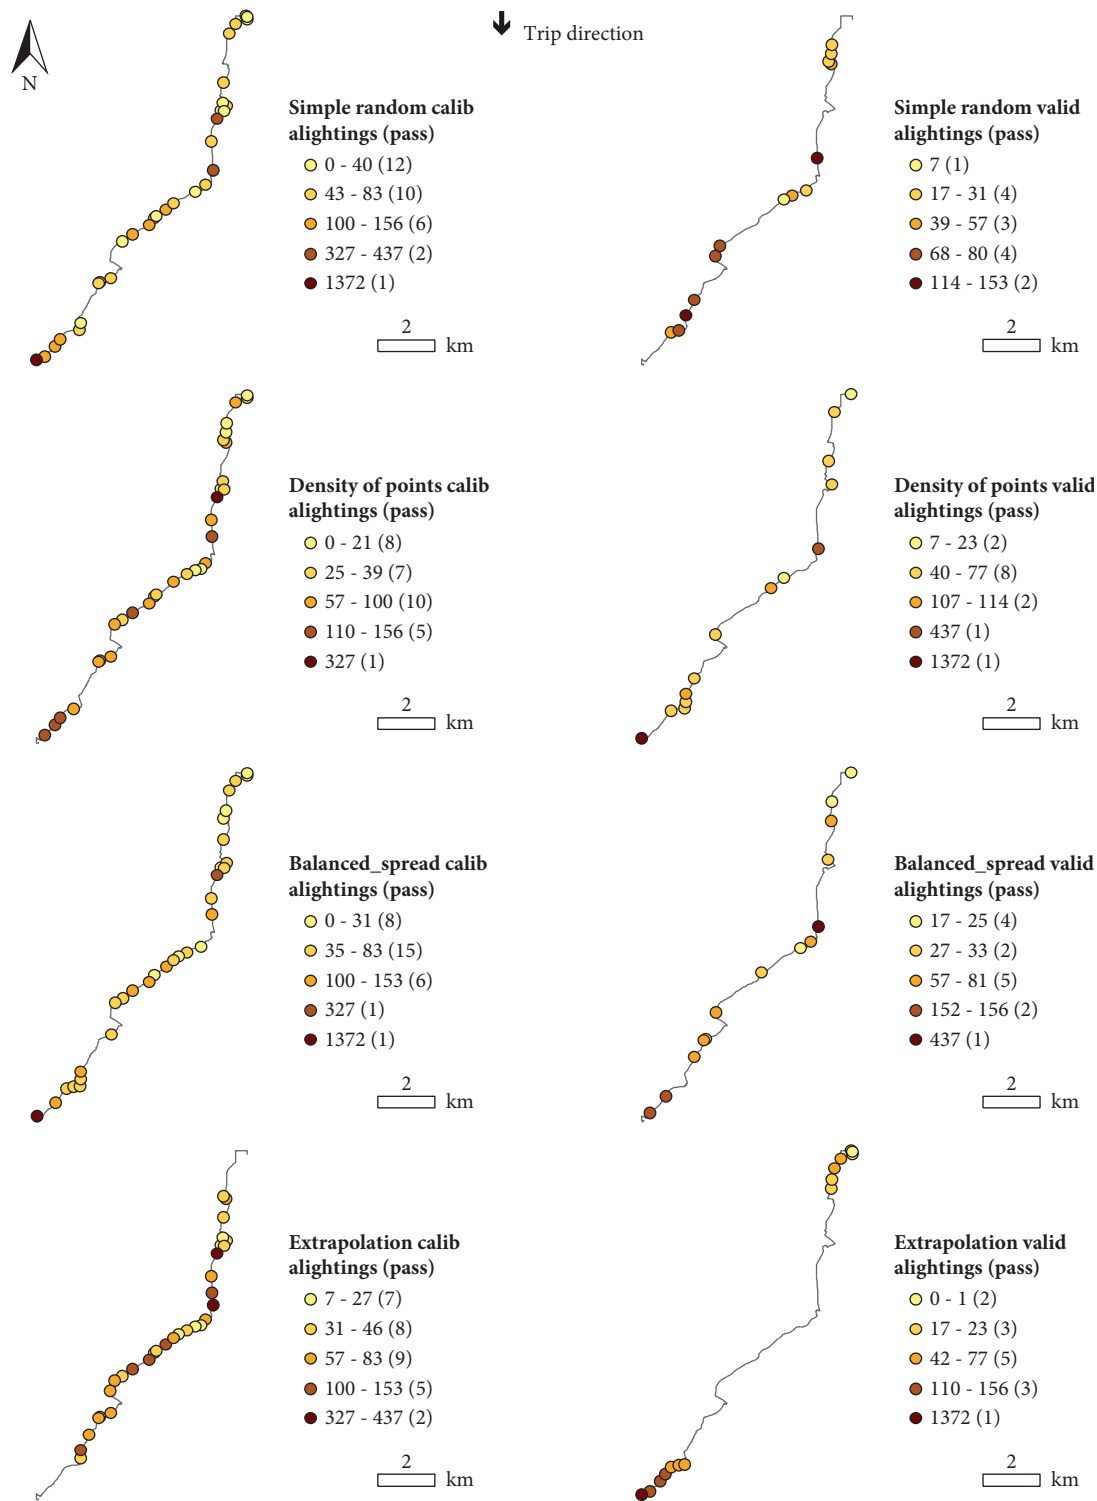 N
Trip direction
Simple random calib
alightings (pass)
0 - 40 (12)
43 - 83 (10)
100 - 156 (6)
327 - 437 (2)
1372 (1)
2
km
Simple random valid
alightings (pass)
7 (1)
17 - 31 (4)
39 - 57 (3)
68 - 80 (4)
114 - 153 (2)
2
km
Density of points calib
alightings (pass)
0 - 21 (8)
25 - 39 (7)
57 - 100 (10)
110 - 156 (5)
327 (1)
2
km
Density of points valid
alightings (pass)
7 - 23 (2)
40 - 77 (8)
107 - 114 (2)
437 (1)
1372 (1)
2
km
Balanced_spread calib
alightings (pass)
0 - 31 (8)
35 - 83 (15)
100 - 153 (6)
327 (1)
1372 (1)
2
km
Balanced_spread valid
alightings (pass)
17 - 25 (4)
27 - 33 (2)
57 - 81 (5)
152 - 156 (2)
437 (1)
2
km
Extrapolation calib
alightings (pass)
7 - 27 (7)
31 - 46 (8)
57 - 83 (9)
100 - 153 (5)
327 - 437 (2)
2
km
Extrapolation valid
alightings (pass)
0 - 1 (2)
17 - 23 (3)
42 - 77 (5)
110 - 156 (3)
1372 (1)
2
km